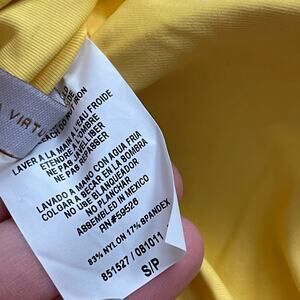 VIRTU
IRON
LAVER A LA MAIN A L'EAU FROIDE
ETENDRE A L'OMBRE
NE PAS
NE PAS REPASSER
LAVADO A MANO CON AGUA FRIA
COLGAR A SECAR EN LA SOMBRA
NO USE BLANQUEADOR
NO PLANCHAR
ASSEMBLED IN MEXICO
RN#59526
83% NYLON 17% SPANDEX
851527 / 081011
S/P